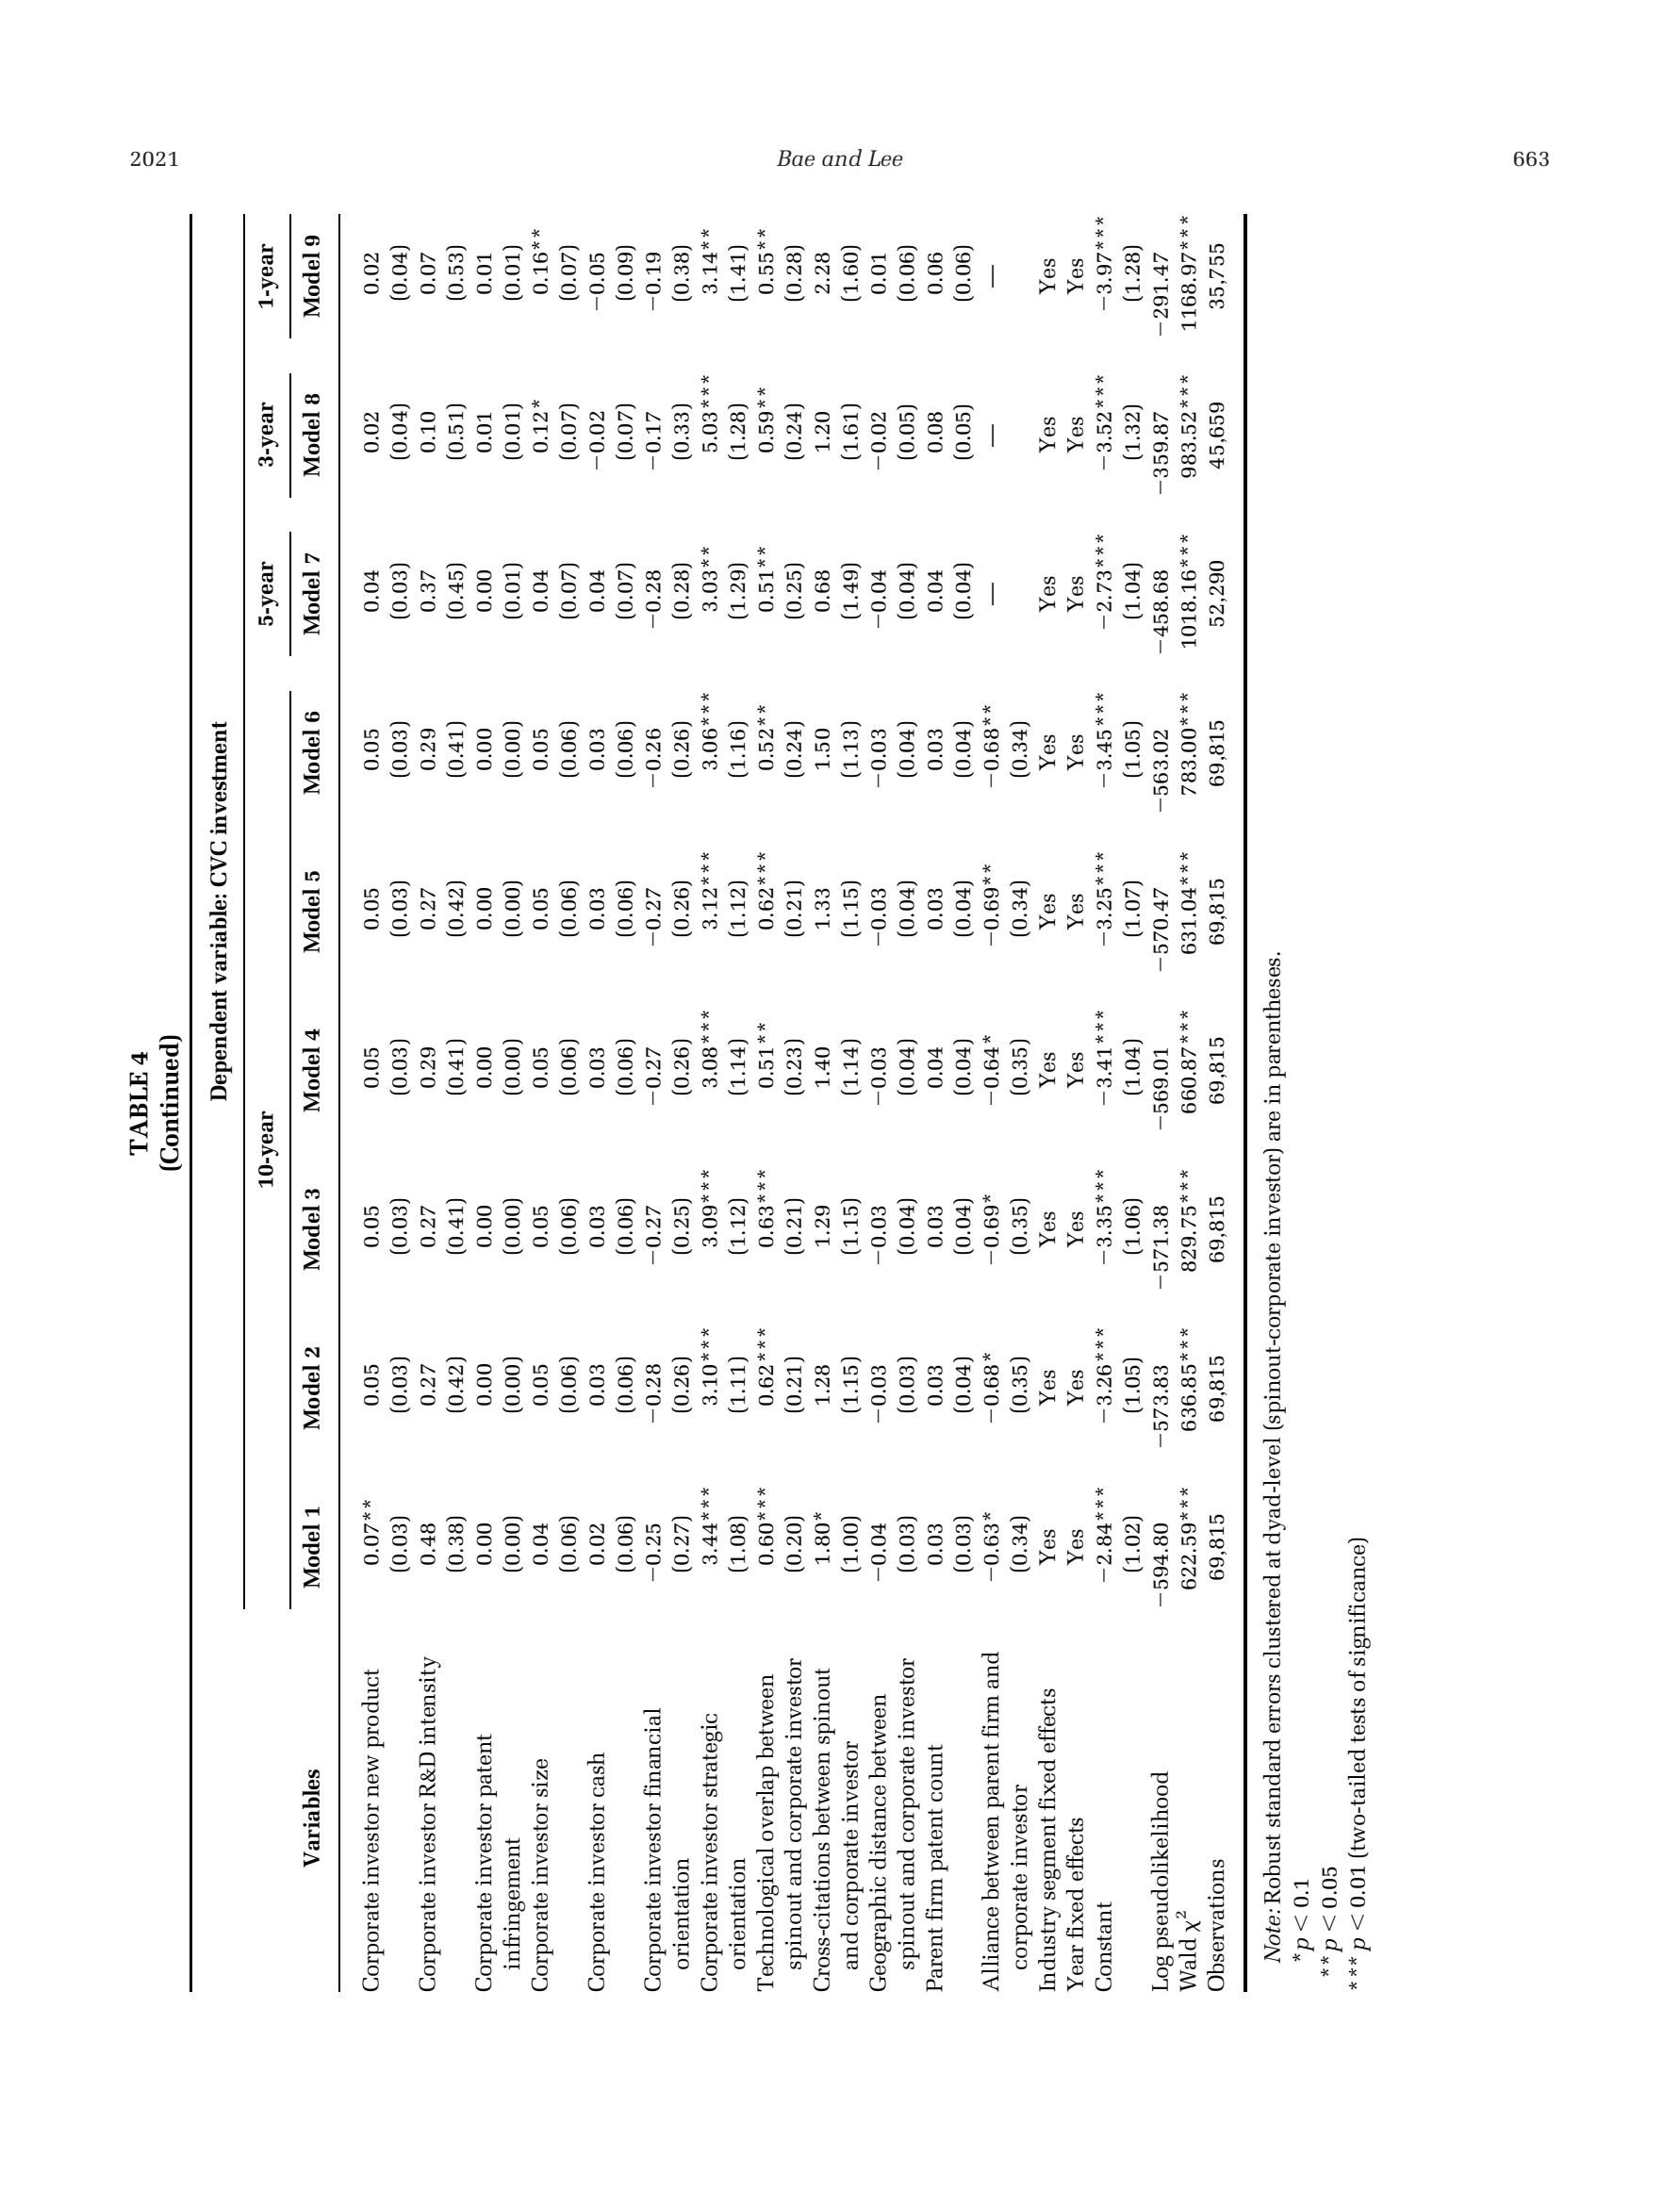 2021 Bae and Lee 663
TABLE 4
(Continued)
Dependent variable: CVC investment
10-year 5-year 3-year 1-year
Variables Model 1 Model 2 Model 3 Model 4 Model 5 Model 6 Model 7 Model 8 Model 9
Corporate investor new product 0.07** 0.05 0.05 0.05 0.05 0.05 0.04 0.02 0.02
(0.03) (0.03) (0.03) (0.03) (0.03) (0.03) (0.03) (0.04) (0.04)
Corporate investor R&D intensity 0.48 0.27 0.27 0.29 0.27 0.29 0.37 0.10 0.07
(0.38) (0.42) (0.41) (0.41) (0.42) (0.41) (0.45) (0.51) (0.53)
Corporate investor patent 0.00 0.00 0.00 0.00 0.00 0.00 0.00 0.01 0.01
infringement (0.00) (0.00) (0.00) (0.00) (0.00) (0.00) (0.01) (0.01) (0.01)
Corporate investor size 0.04 0.05 0.05 0.05 0.05 0.05 0.04 0.12* 0.16**
(0.06) (0.06) (0.06) (0.06) (0.06) (0.06) (0.07) (0.07) (0.07)
Corporate investor cash 0.02 0.03 0.03 0.03 0.03 0.03 0.04 −0.02 −0.05
(0.06) (0.06) (0.06) (0.06) (0.06) (0.06) (0.07) (0.07) (0.09)
Corporate investor financial −0.25 −0.28 −0.27 −0.27 −0.27 −0.26 −0.28 −0.17 −0.19
orientation (0.27) (0.26) (0.25) (0.26) (0.26) (0.26) (0.28) (0.33) (0.38)
Corporate investor strategic 3.44*** 3.10*** 3.09*** 3.08*** 3.12*** 3.06*** 3.03** 5.03*** 3.14**
orientation (1.08) (1.11) (1.12) (1.14) (1.12) (1.16) (1.29) (1.28) (1.41)
Technological overlap between 0.60*** 0.62*** 0.63*** 0.51** 0.62*** 0.52** 0.51** 0.59** 0.55**
spinout and corporate investor (0.20) (0.21) (0.21) (0.23) (0.21) (0.24) (0.25) (0.24) (0.28)
Cross-citations between spinout 1.80* 1.28 1.29 1.40 1.33 1.50 0.68 1.20 2.28
and corporate investor (1.00) (1.15) (1.15) (1.14) (1.15) (1.13) (1.49) (1.61) (1.60)
Geographic distance between −0.04 −0.03 −0.03 −0.03 −0.03 −0.03 −0.04 −0.02 0.01
spinout and corporate investor (0.03) (0.03) (0.04) (0.04) (0.04) (0.04) (0.04) (0.05) (0.06)
Parent firm patent count 0.03 0.03 0.03 0.04 0.03 0.03 0.04 0.08 0.06
(0.03) (0.04) (0.04) (0.04) (0.04) (0.04) (0.04) (0.05) (0.06)
Alliance between parent firm and −0.63* −0.68* −0.69* −0.64* −0.69** −0.68** — — —
corporate investor (0.34) (0.35) (0.35) (0.35) (0.34) (0.34)
Industry segment fixed effects Yes Yes Yes Yes Yes Yes Yes Yes Yes
Year fixed effects Yes Yes Yes Yes Yes Yes Yes Yes Yes
Constant −2.84*** −3.26*** −3.35*** −3.41*** −3.25*** −3.45*** −2.73*** −3.52*** −3.97***
(1.02) (1.05) (1.06) (1.04) (1.07) (1.05) (1.04) (1.32) (1.28)
Log pseudolikelihood −594.80 −573.83 −571.38 −569.01 −570.47 −563.02 −458.68 −359.87 −291.47
Wald χ² 622.59*** 636.85*** 829.75*** 660.87*** 631.04*** 783.00*** 1018.16*** 983.52*** 1168.97***
Observations 69,815 69,815 69,815 69,815 69,815 69,815 52,290 45,659 35,755
Note: Robust standard errors clustered at dyad-level (spinout-corporate investor) are in parentheses.
* p < 0.1
** p < 0.05
*** p < 0.01 (two-tailed tests of significance)